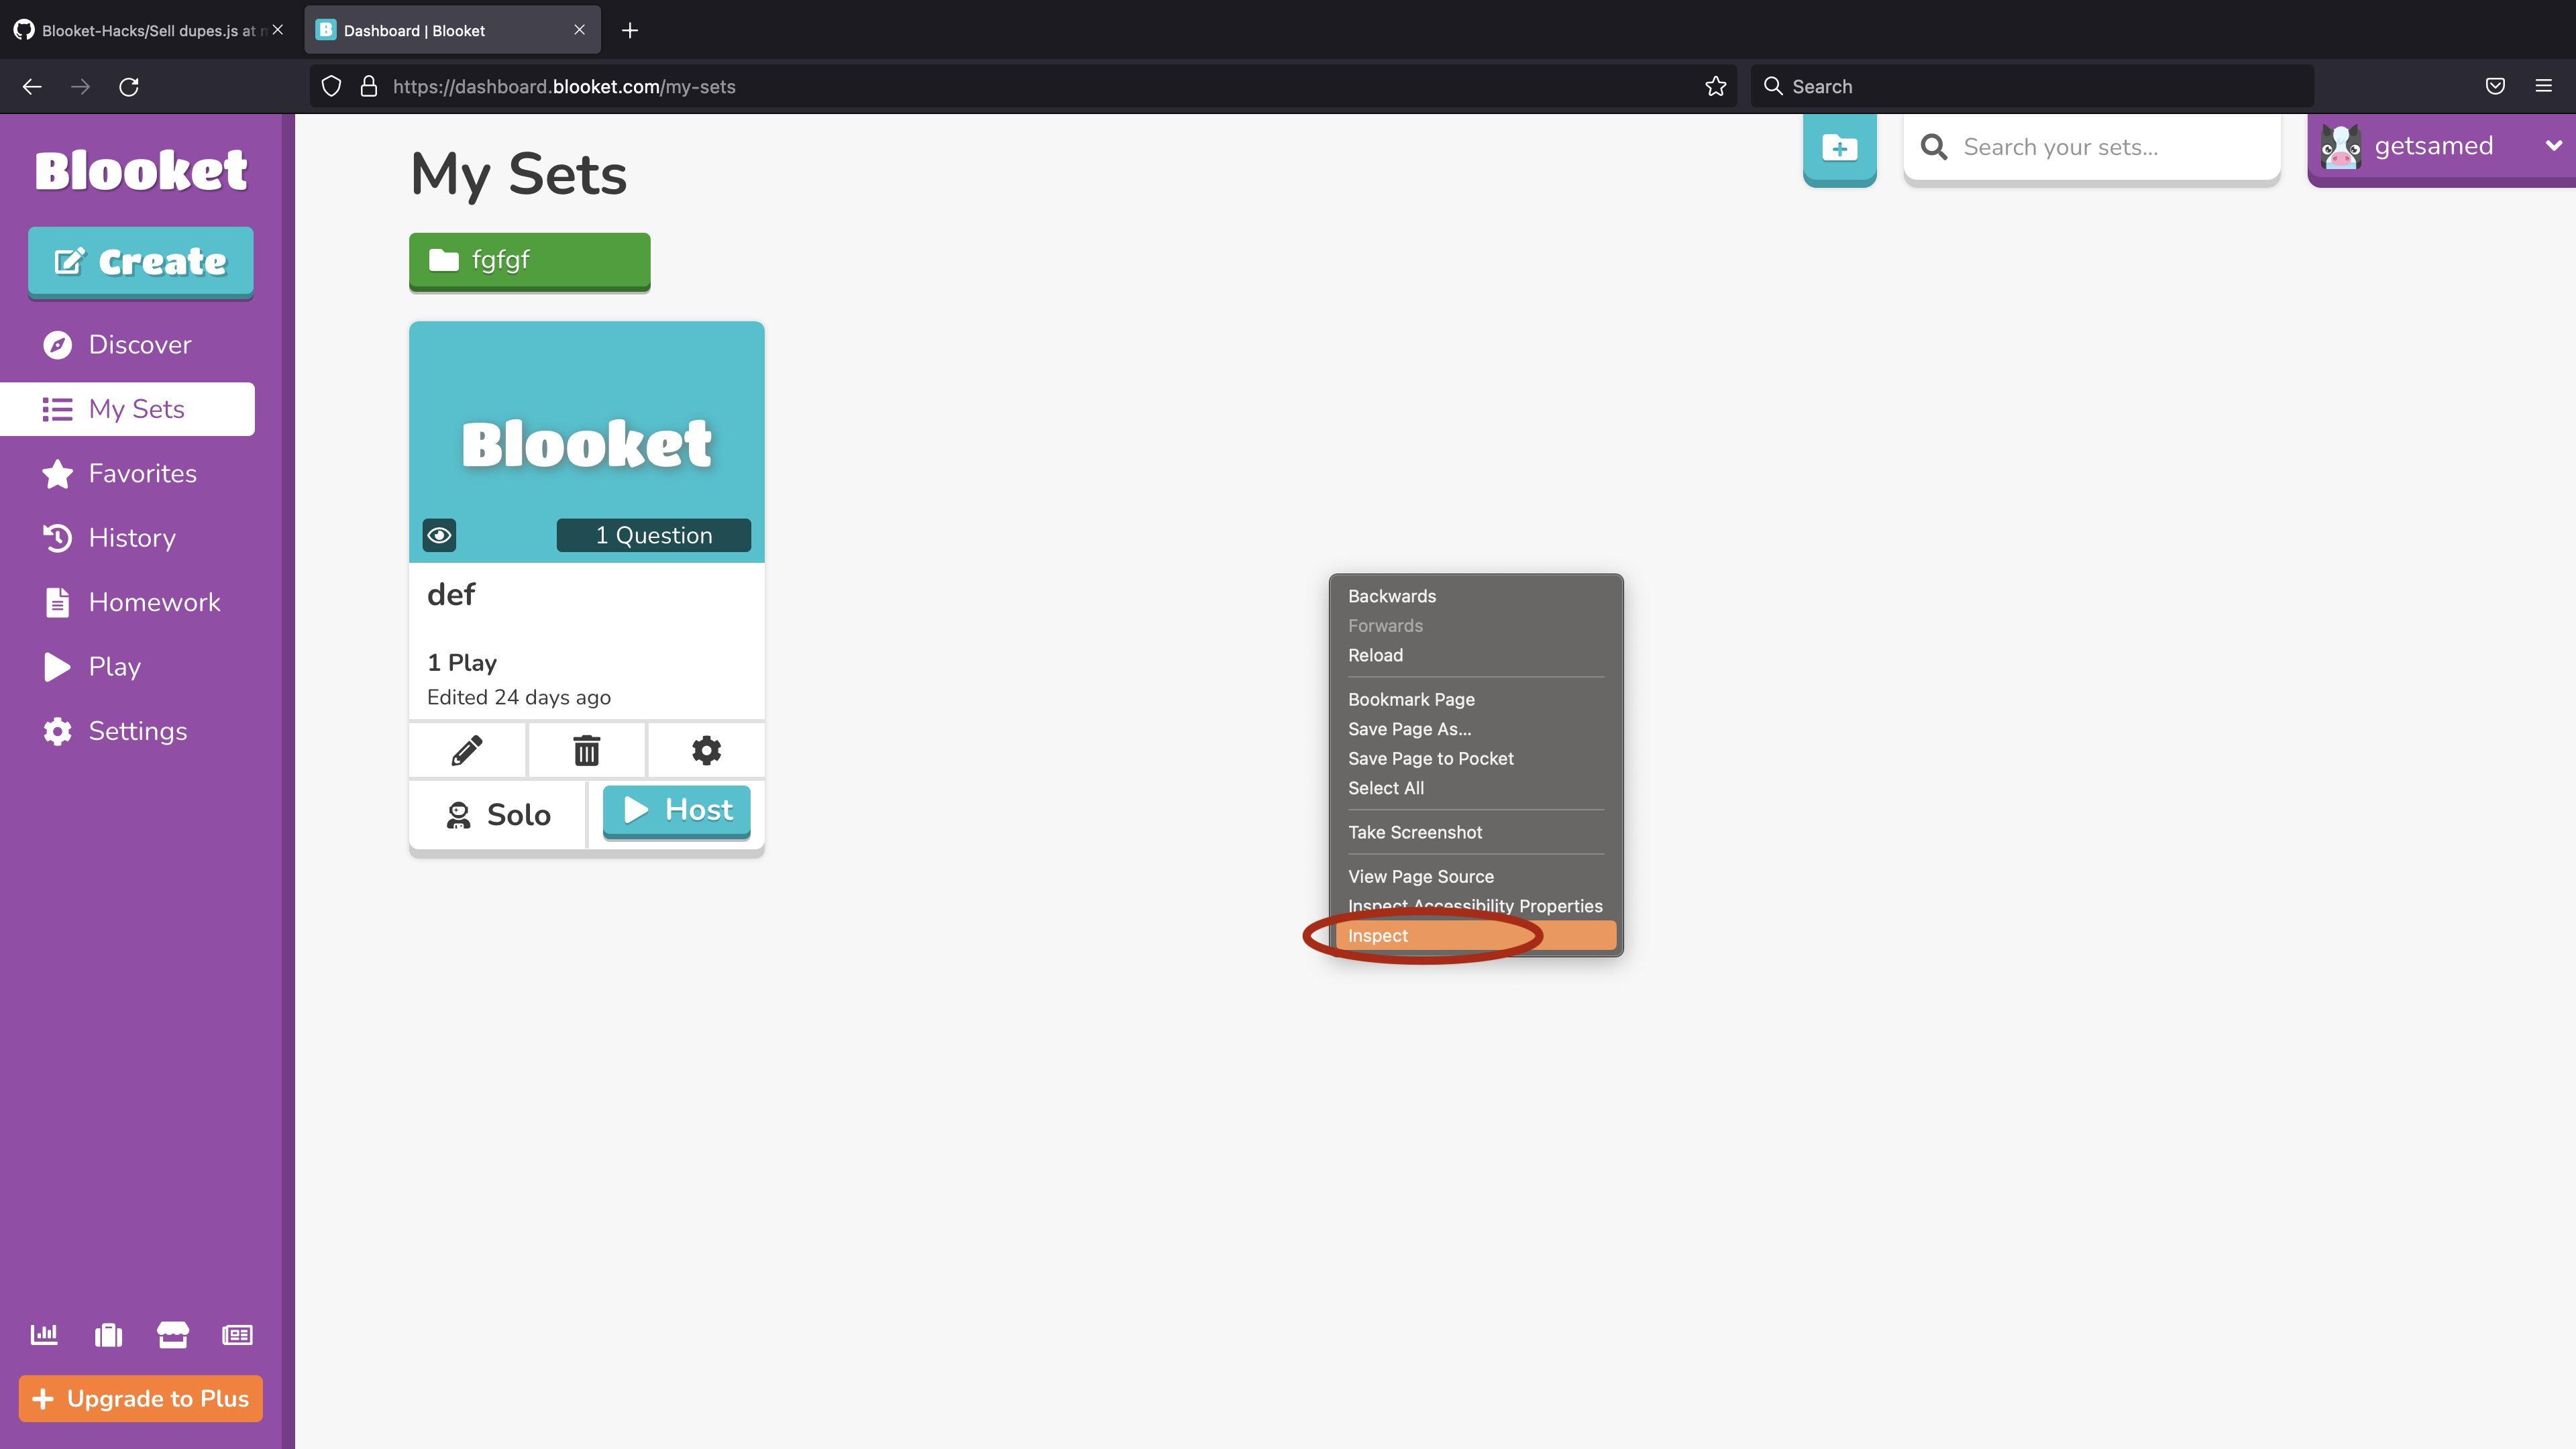 Blooket-Hacks/Sell dupes.js at m
Dashboard | Blooket
https://dashboard.blooket.com/my-sets
Search
Blooket
Create
Discover
My Sets
Favorites
History
Homework
Play
Settings
Upgrade to Plus
My Sets
Search your sets...
getsamed
fgfgf
Blooket
1 Question
def
1 Play
Edited 24 days ago
Solo
Host
Backwards
Forwards
Reload
Bookmark Page
Save Page As...
Save Page to Pocket
Select All
Take Screenshot
View Page Source
Inspect Accessibility Properties
Inspect